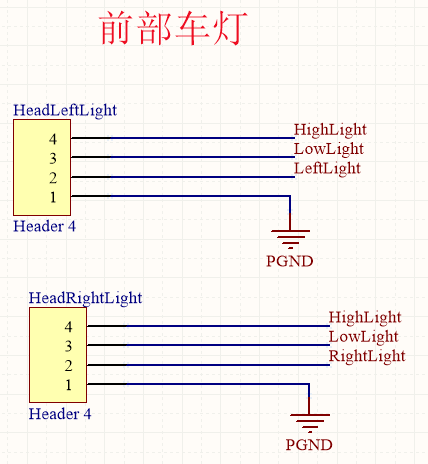 前部车灯
HeadLeftLight
4 HighLight
3 LowLight
2 LeftLight
1
Header 4
PGND
HeadRightLight
4 HighLight
3 LowLight
2 RightLight
1
Header 4
PGND